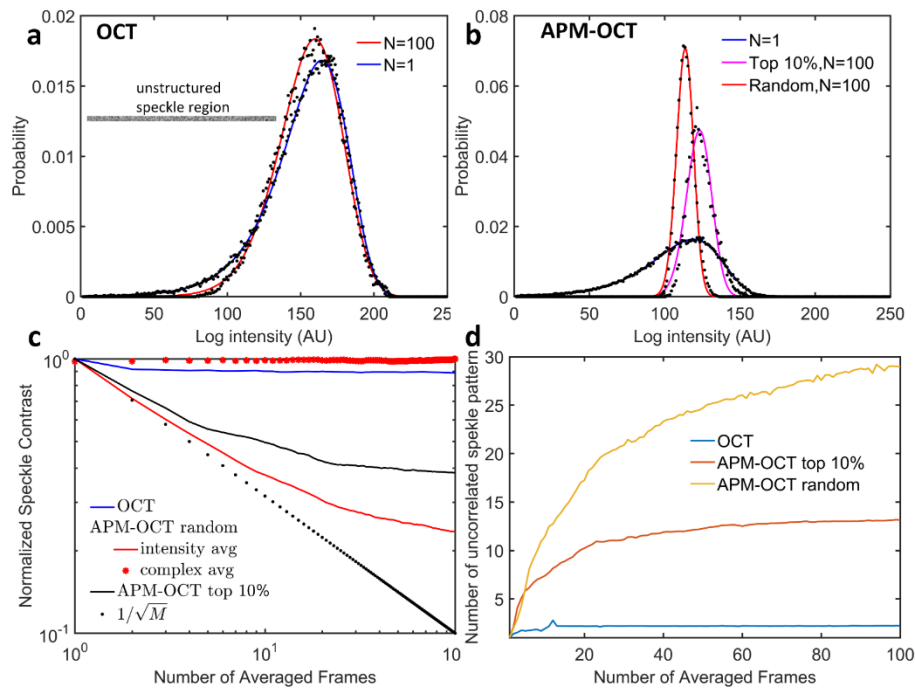 a
OCT
N=100
N=1
unstructured
speckle region
0.02
0.015
0.01
0.005
0
Probability
0
50
100
150
200
250
Log intensity (AU)
b
APM-OCT
N=1
Top 10%,N=100
Random,N=100
0.08
0.06
0.04
0.02
0
Probability
0
50
100
150
200
250
Log intensity (AU)
c
10^0
10^-1
Normalized Speckle Contrast
OCT
APM-OCT random
intensity avg
complex avg
APM-OCT top 10%
1/√M
10^0
10^1
10
Number of Averaged Frames
d
30
25
20
15
10
5
Number of uncorrelated spekle pattern
OCT
APM-OCT top 10%
APM-OCT random
20
40
60
80
100
Number of Averaged Frames